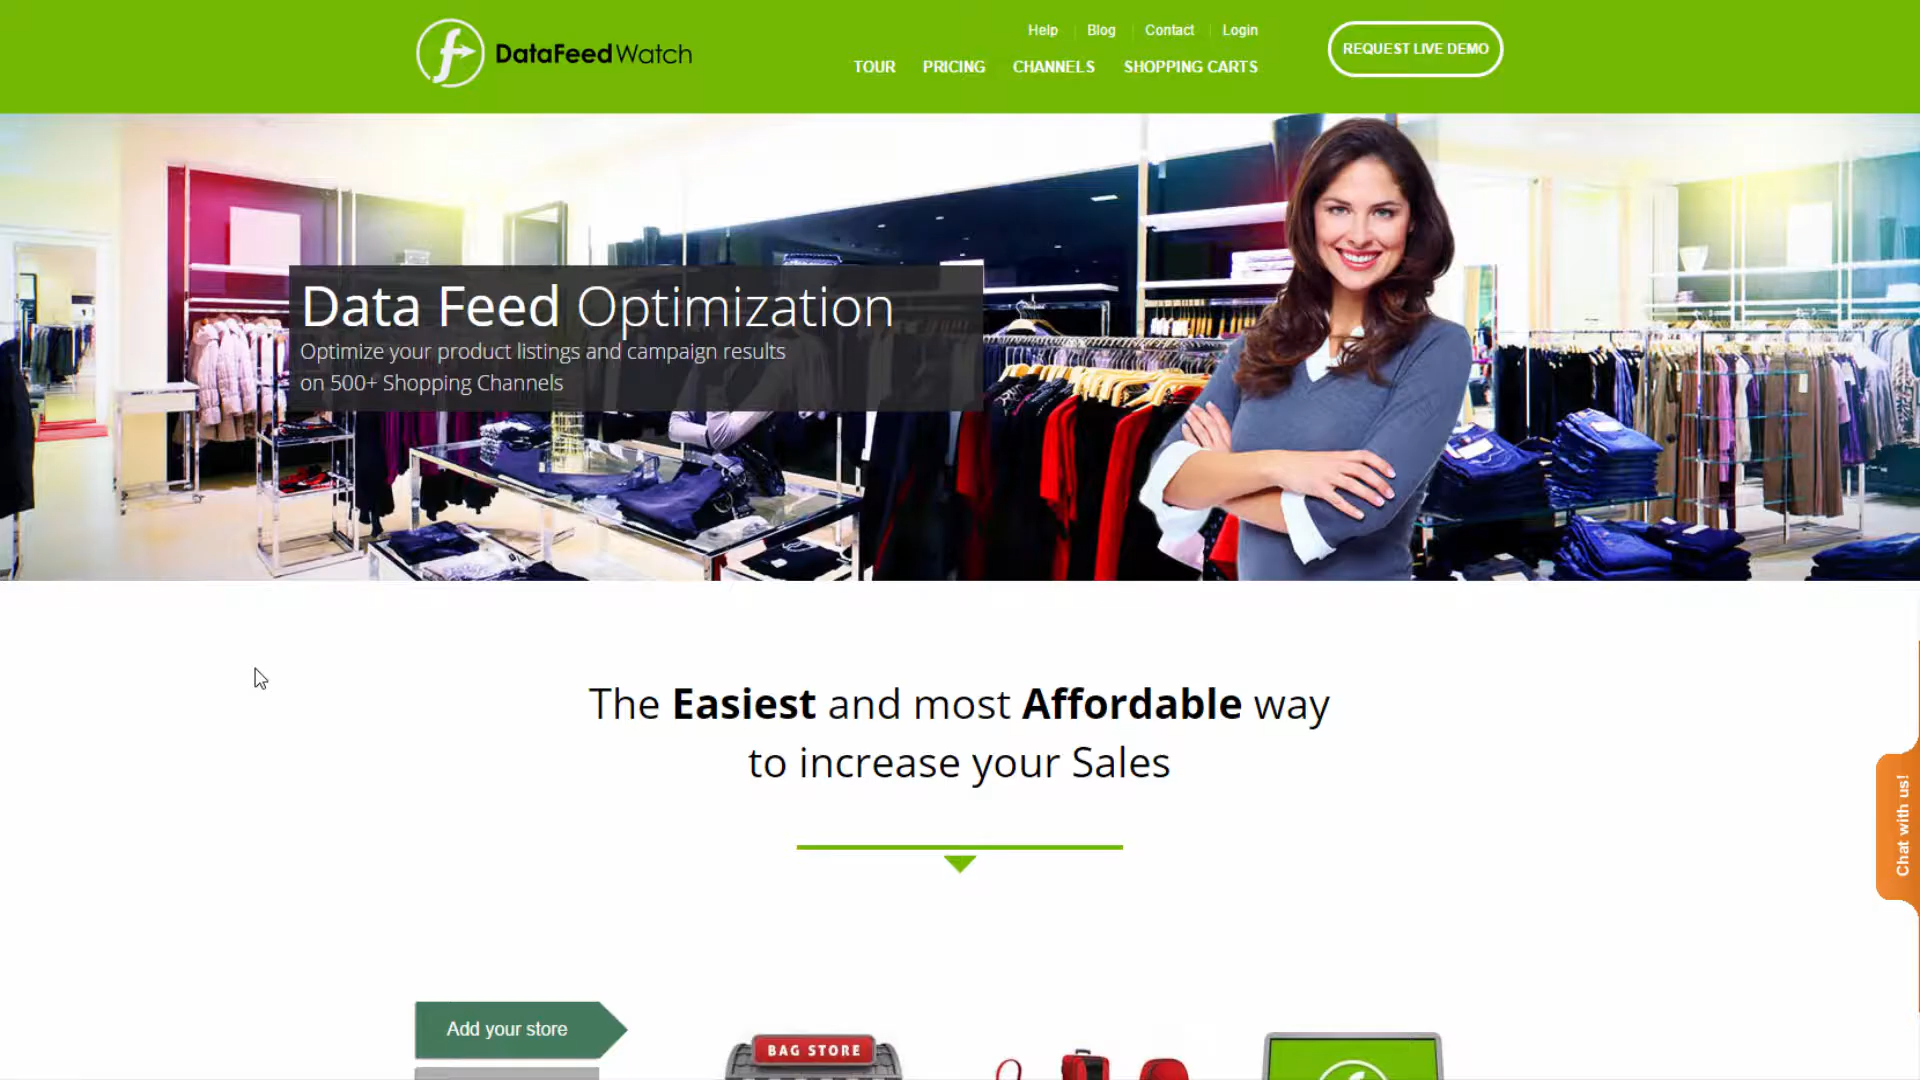 DataFeedWatch
Help
Blog
Contact
Login
TOUR
PRICING
CHANNELS
SHOPPING CARTS
REQUEST LIVE DEMO
Data Feed Optimization
Optimize your product listings and campaign results
on 500+ Shopping Channels
The Easiest and most Affordable way
to increase your Sales
Chat with us!
Add your store
BAG STORE